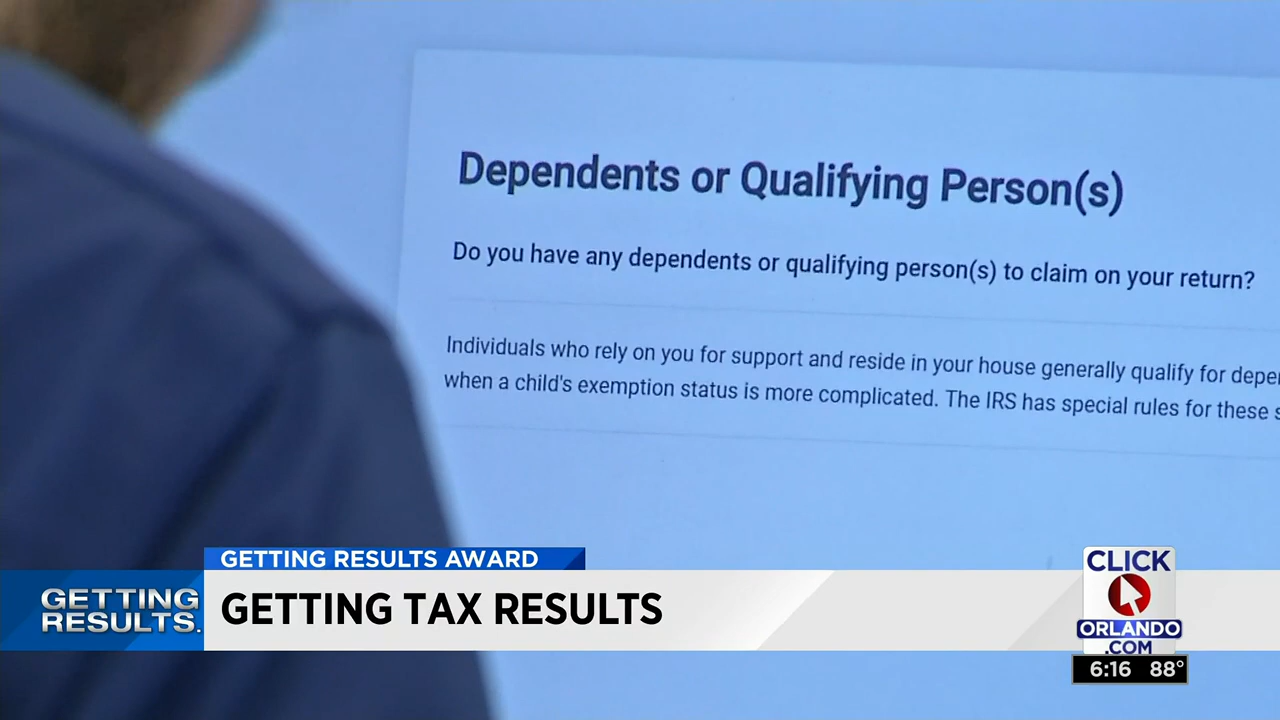 Dependents or Qualifying Person(s)
Do you have any dependents or qualifying person(s) to claim on your return?
Individuals who rely on you for support and reside in your house generally qualify for
when a child's exemption status is more complicated. The IRS has special rules for these
GETTING RESULTS AWARD
GETTING
RESULTS.
GETTING TAX RESULTS
CLICK
ORLANDO
.COM
6:16 88°